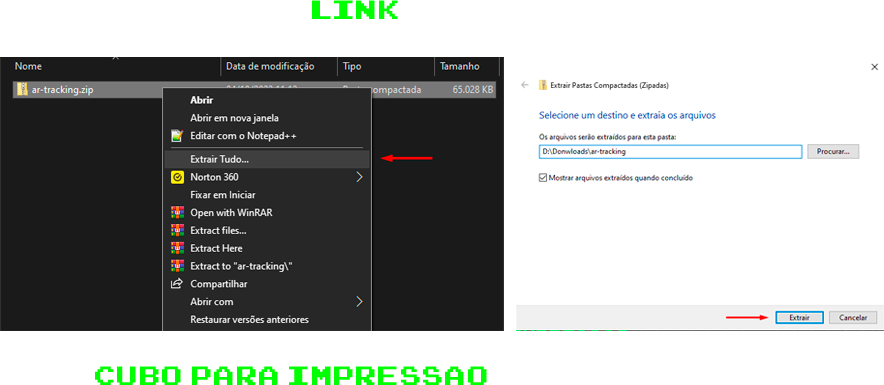 LINK
Nome Data de modificação Tipo Tamanho
ar-tracking.zip compactada 65.028 KB
Abrir
Abrir em nova janela
Editar com o Notepad++
Extrair Tudo...
Norton 360
Fixar em Iniciar
Open with WinRAR
Extract files...
Extract Here
Extract to "ar-tracking\"
Compartilhar
Abrir com
Restaurar versões anteriores
Extrair Pastas Compactadas (Zipadas)
Selecione um destino e extraia os arquivos
Os arquivos serão extraídos para esta pasta:
D:\Donwloads\ar-tracking Procurar...
Mostrar arquivos extraídos quando concluído
Extrair Cancelar
CUBO PARA IMPRESSAO